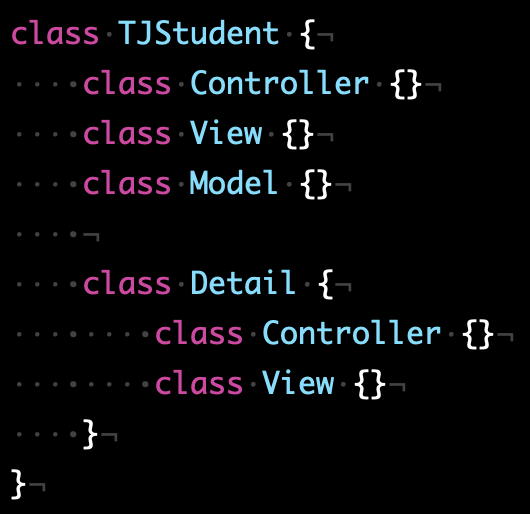 class TJStudent {
    class Controller {}
    class View {}
    class Model {}
    
    class Detail {
        class Controller {}
        class View {}
    }
}